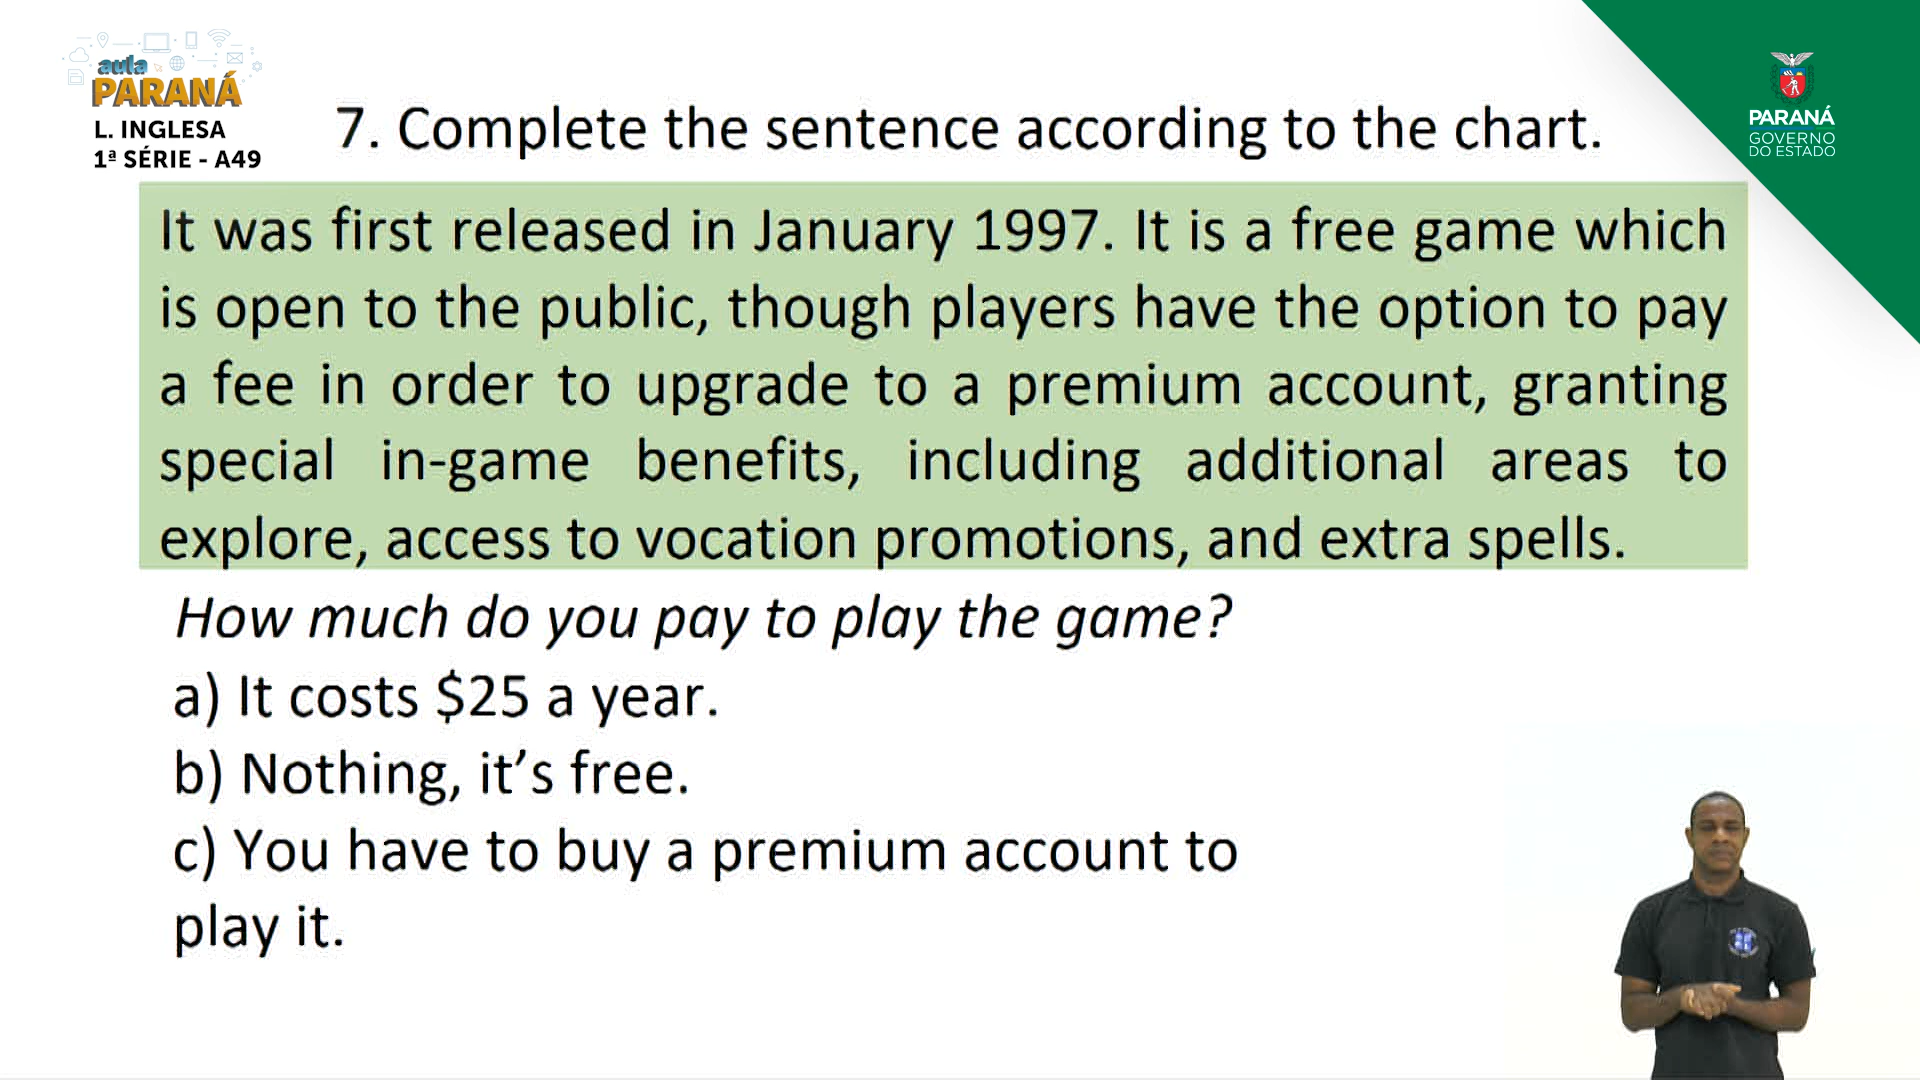 aula
PARANÁ
L. INGLESA
1ª SÉRIE - A49
PARANÁ
GOVERNO
DO ESTADO
7. Complete the sentence according to the chart.
It was first released in January 1997. It is a free game which
is open to the public, though players have the option to pay
a fee in order to upgrade to a premium account, granting
special in-game benefits, including additional areas to
explore, access to vocation promotions, and extra spells.
How much do you pay to play the game?
a) It costs $25 a year.
b) Nothing, it’s free.
c) You have to buy a premium account to
play it.